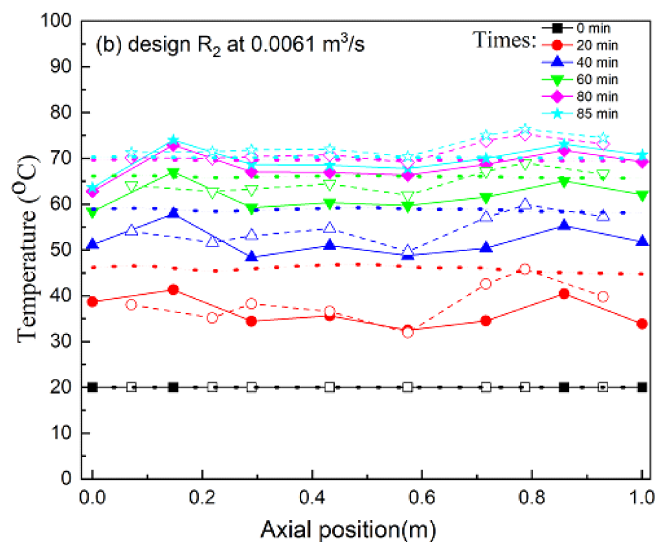 (b) design R₂ at 0.0061 m³/s
Times:
0 min
20 min
40 min
60 min
80 min
85 min
Temperature (⁰C)
100
90
80
70
60
50
40
30
20
10
0
0.0
0.2
0.4
0.6
0.8
1.0
Axial position(m)